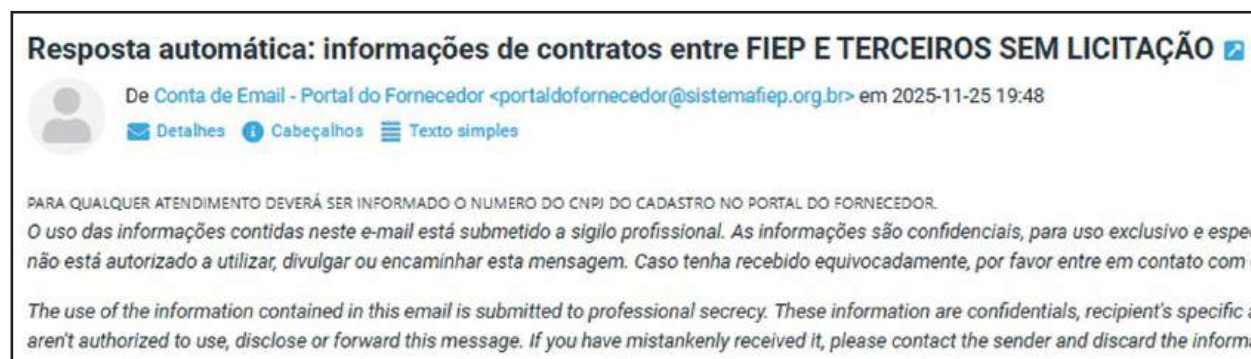 Resposta automática: informações de contratos entre FIEP E TERCEIROS SEM LICITAÇÃO
De Conta de Email - Portal do Fornecedor <portaldofornecedor@sistemafiep.org.br> em 2025-11-25 19:48
Detalhes Cabeçalhos Texto simples
PARA QUALQUER ATENDIMENTO DEVERÁ SER INFORMADO O NUMERO DO CNPJ DO CADASTRO NO PORTAL DO FORNECEDOR.
O uso das informações contidas neste e-mail está submetido a sigilo profissional. As informações são confidenciais, para uso exclusivo e
não está autorizado a utilizar, divulgar ou encaminhar esta mensagem. Caso tenha recebido equivocadamente, por favor entre em contato com
The use of the information contained in this email is submitted to professional secrecy. These information are confidentials, recipient's specific
aren't authorized to use, disclose or forward this message. If you have mistankenly received it, please contact the sender and discard the